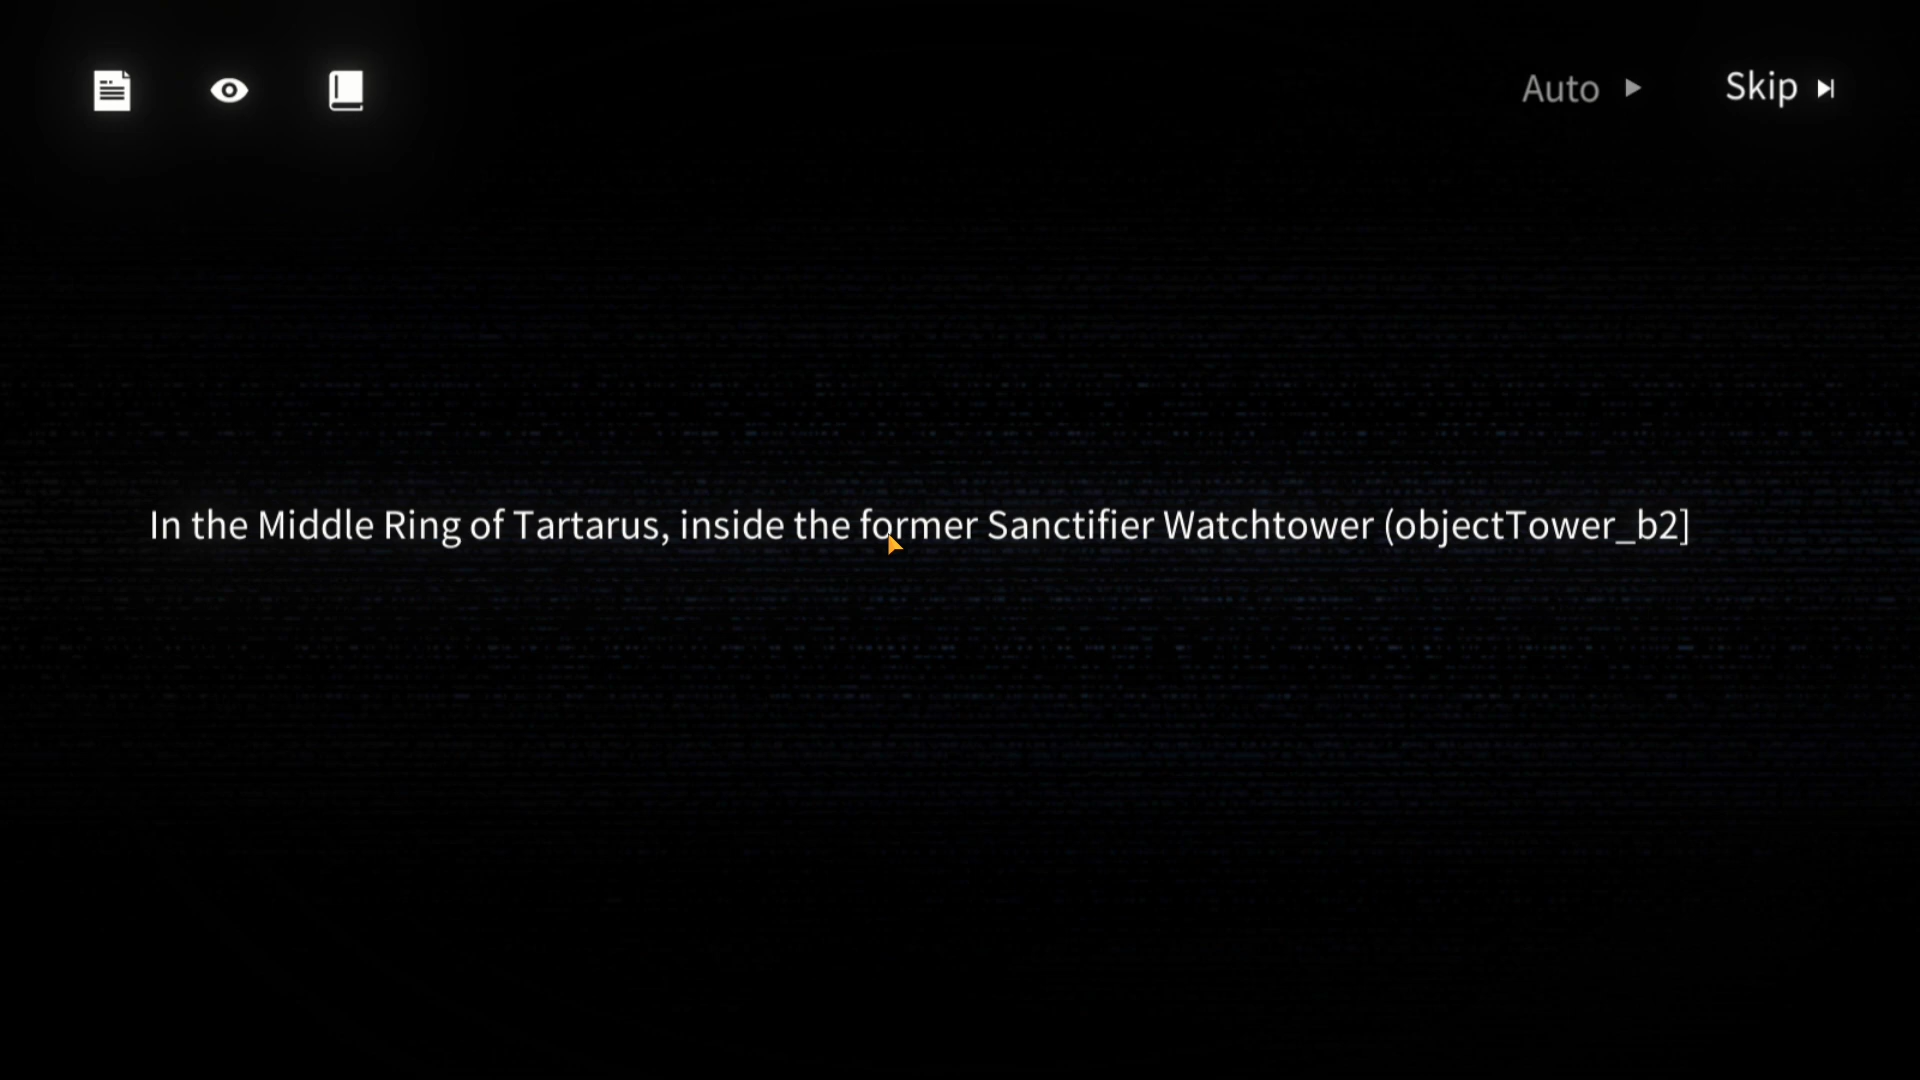 Auto
Skip
In the Middle Ring of Tartarus, inside the former Sanctifier Watchtower (objectTower_b2]